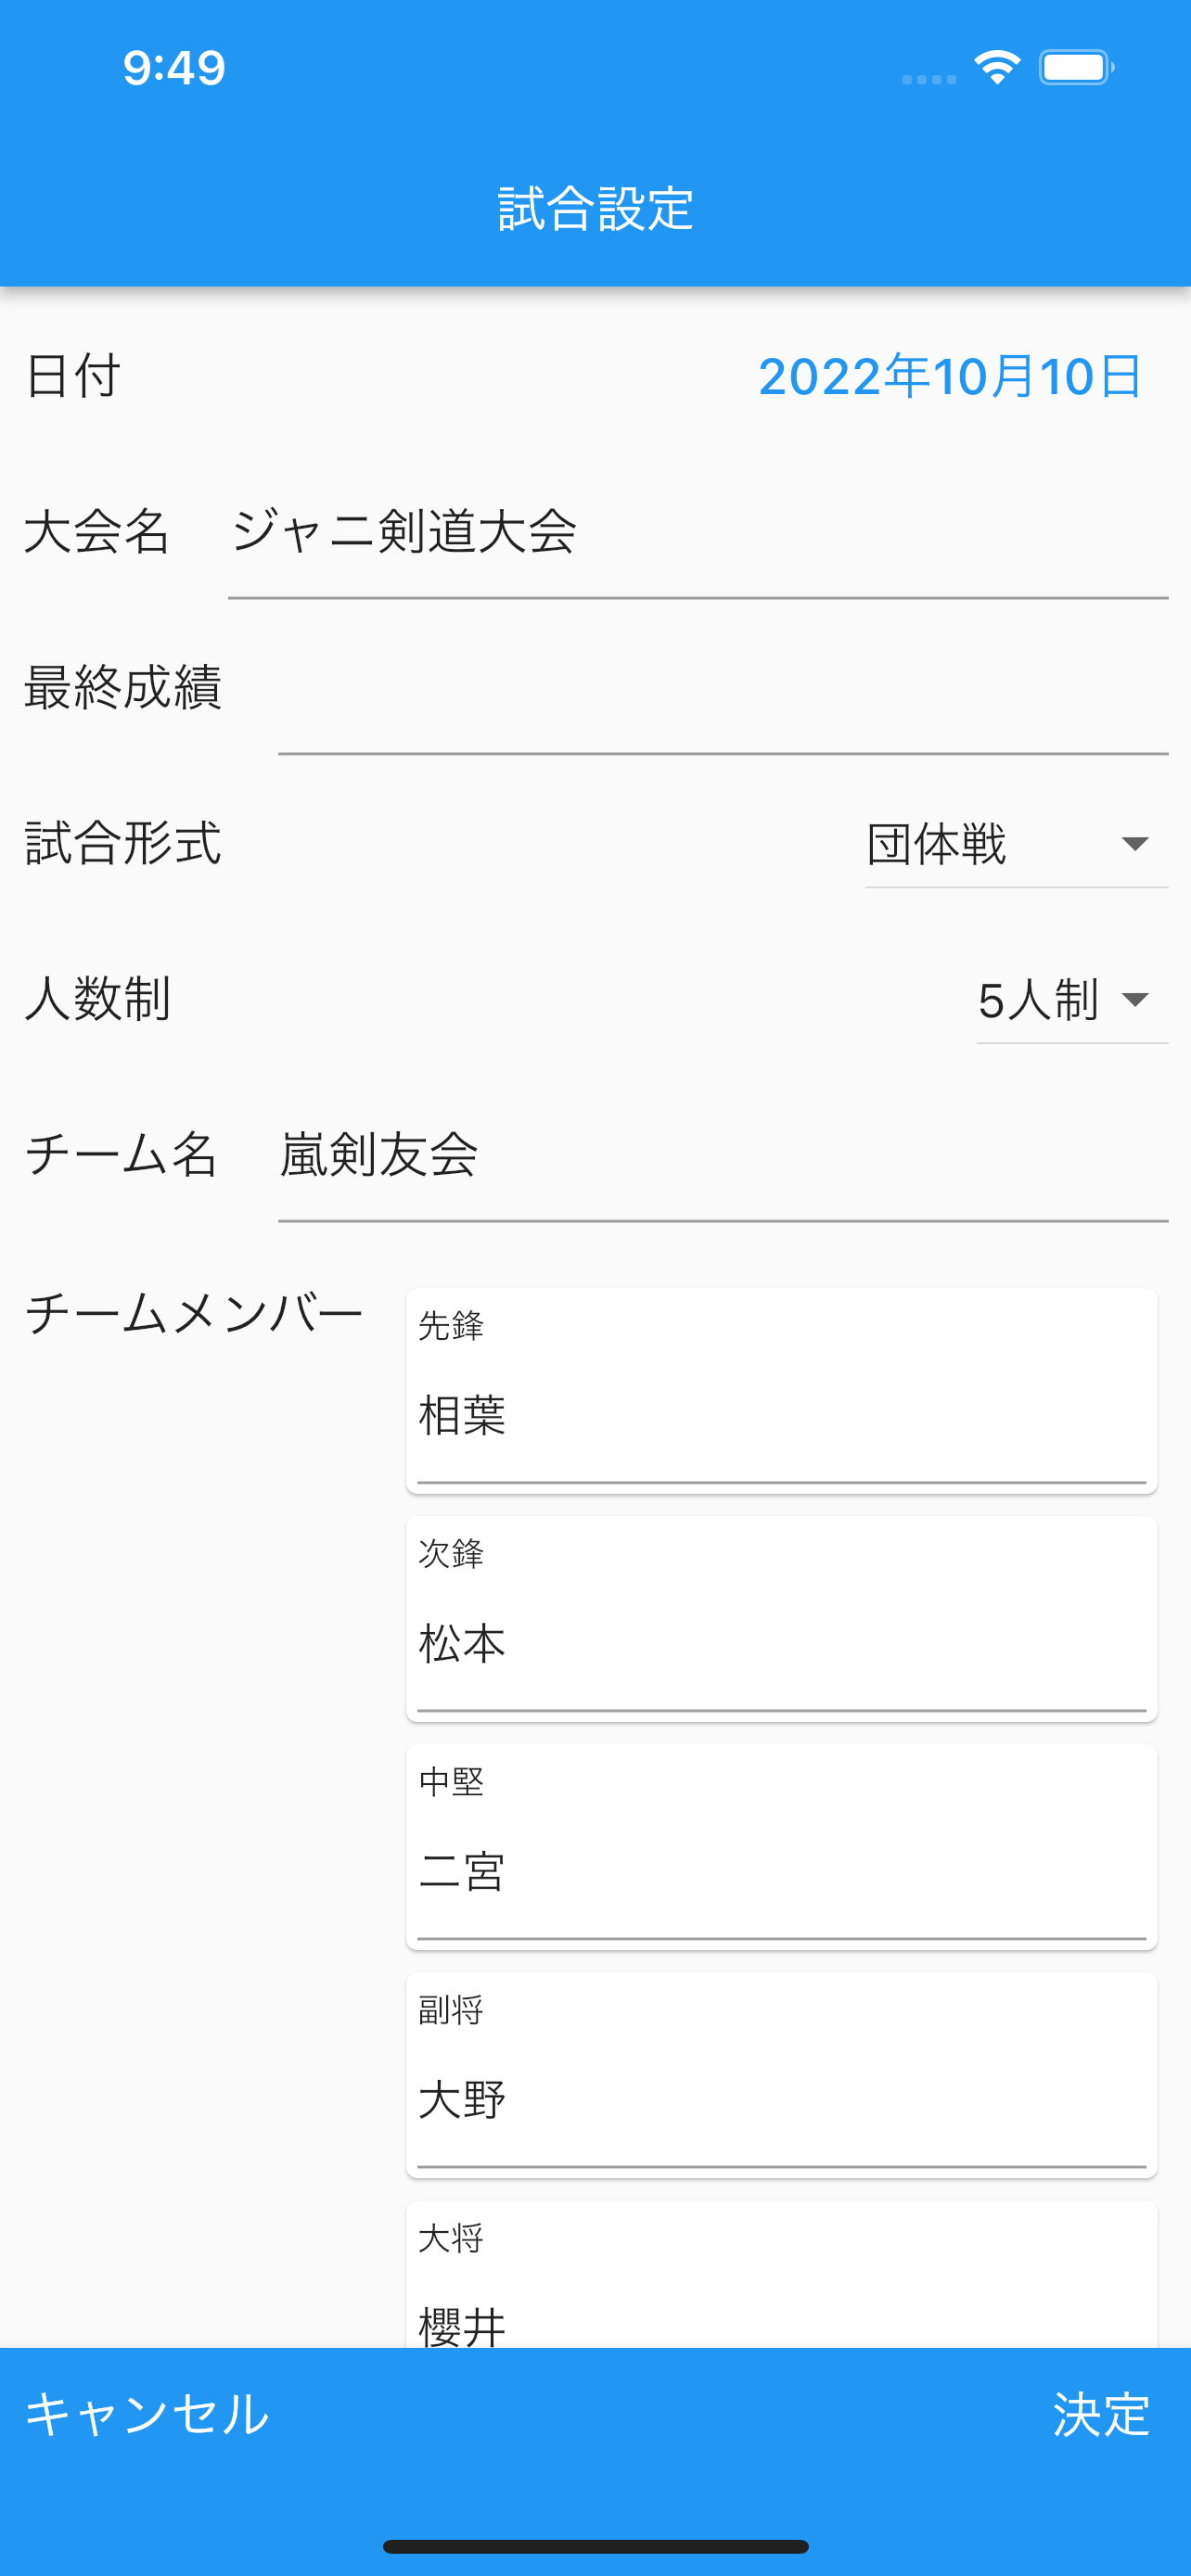 9:49
試合設定
日付 2022年10月10日
大会名 ジャニ剣道大会
最終成績
試合形式 団体戦
人数制 5人制
チーム名 嵐剣友会
チームメンバー
先鋒
相葉
次鋒
松本
中堅
二宮
副将
大野
大将
櫻井
キャンセル 決定